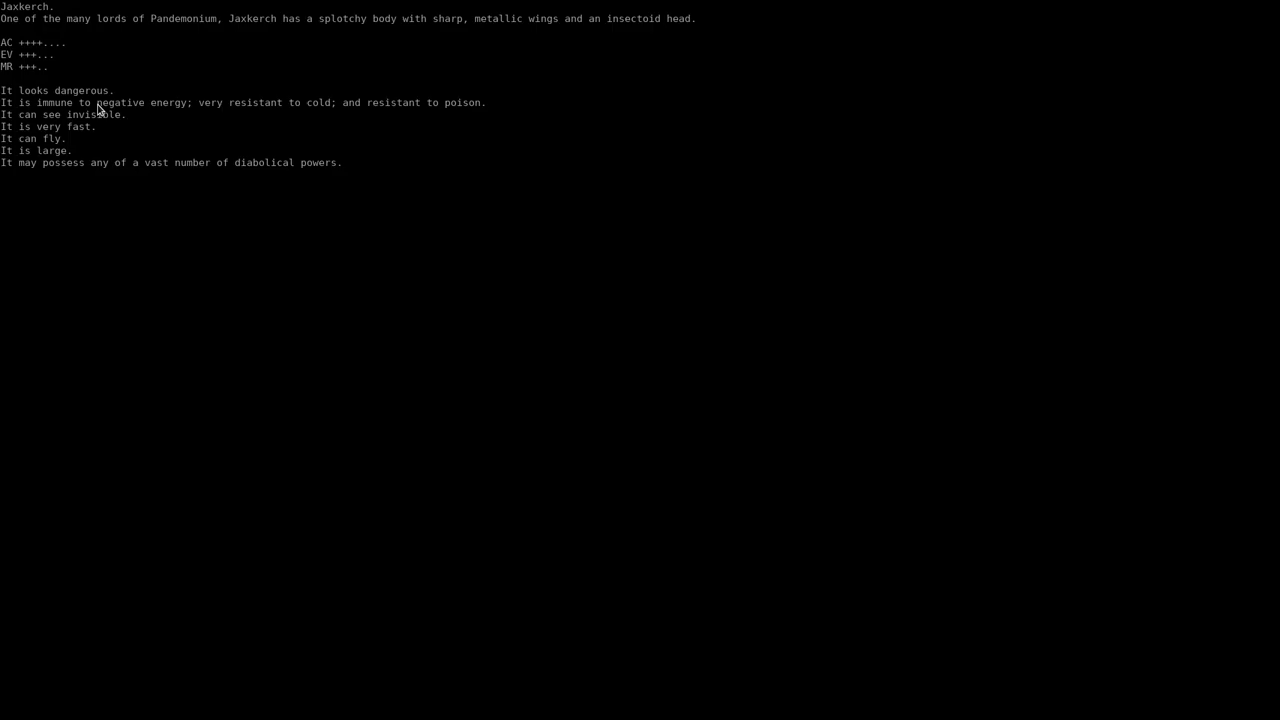 Jaxkerch.
One of the many lords of Pandemonium, Jaxkerch has a splotchy body with sharp, metallic wings and an insectoid head.
AC ++++....
EV +++...
MR +++..
It looks dangerous.
It is immune to negative energy; very resistant to cold; and resistant to poison.
It can see invisible.
It is very fast.
It can fly.
It is large.
It may possess any of a vast number of diabolical powers.